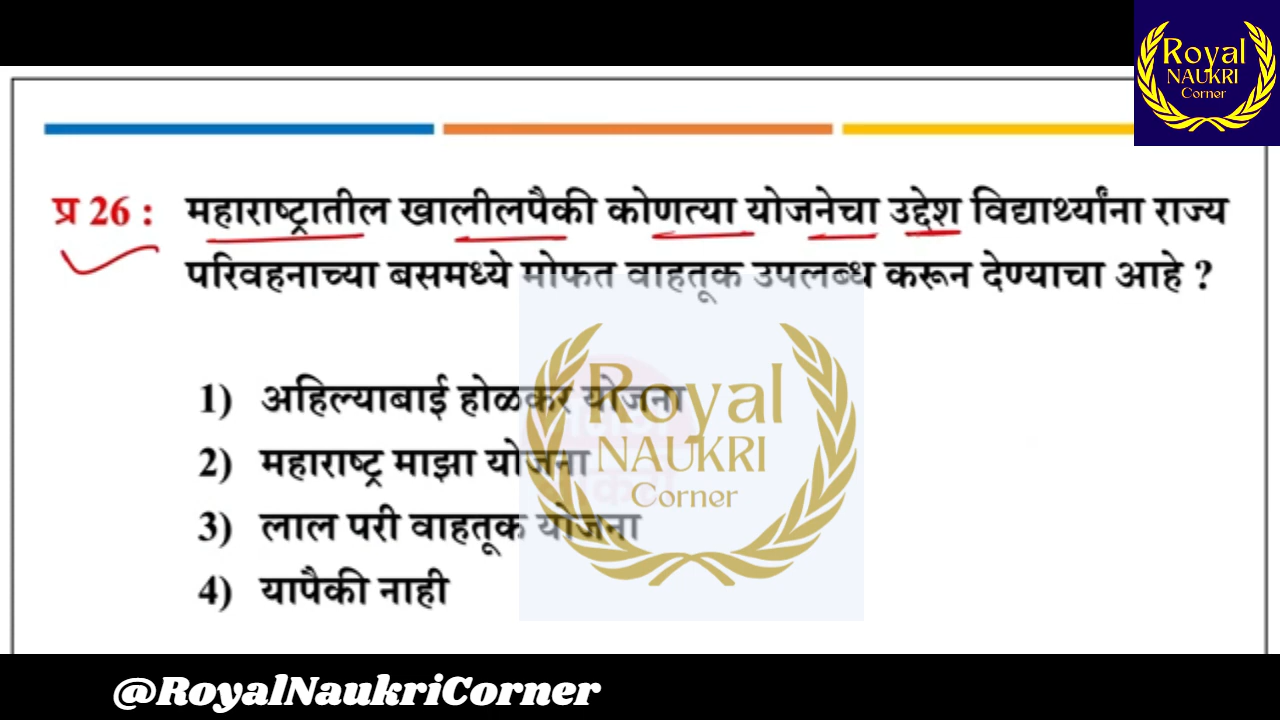 Royal
NAUKRI
Corner
प्र 26 : महाराष्ट्रातील खालीलपैकी कोणत्या योजनेचा उद्देश विद्यार्थ्यांना राज्य
परिवहनाच्या बसमध्ये मोफत वाहतूक उपलब्ध करून देण्याचा आहे ?
1) अहिल्याबाई होळकर योजना
2) महाराष्ट्र माझा योजना
3) लाल परी वाहतूक योजना
4) यापैकी नाही
Royal
NAUKRI
Corner
@RoyalNaukriCorner